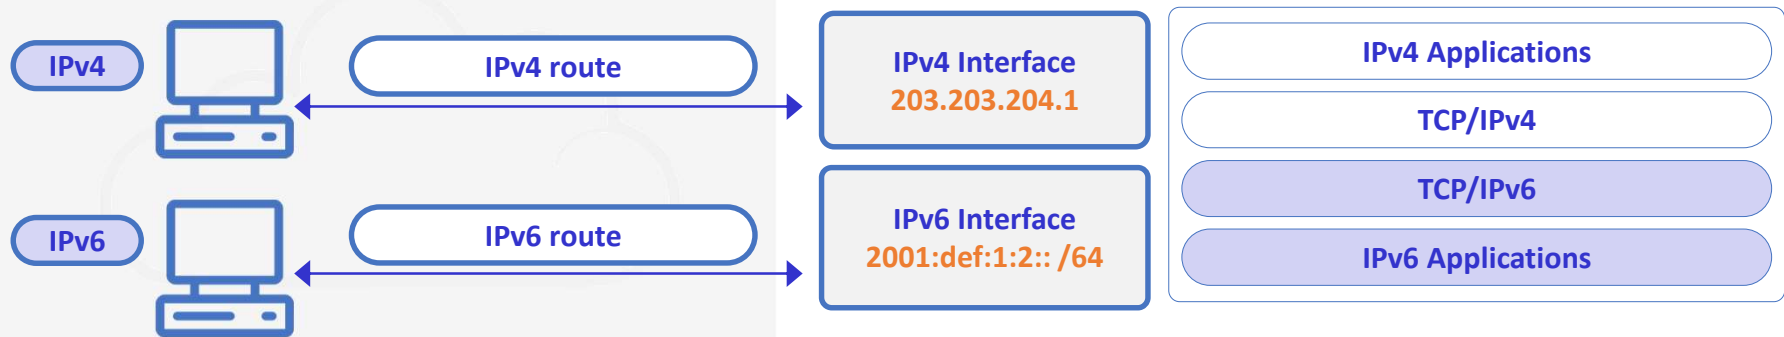 IPv4
IPv4 route
IPv4 Interface
203.203.204.1
IPv6
IPv6 route
IPv6 Interface
2001:def:1:2:: /64
IPv4 Applications
TCP/IPv4
TCP/IPv6
IPv6 Applications